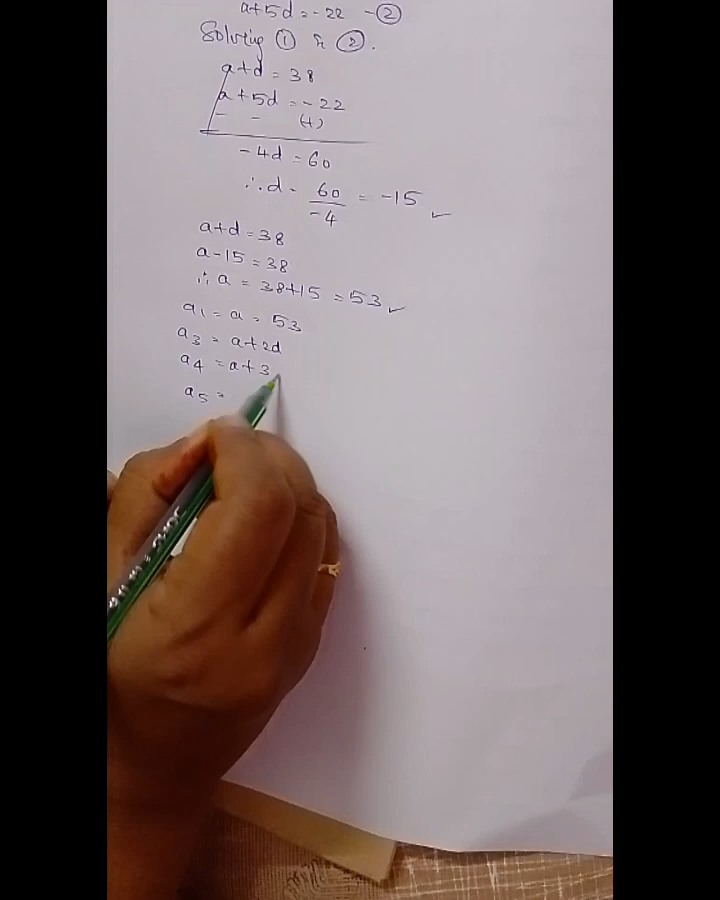 a+5d = -22 - ②
Solving ① & ②.
a+d = 38
a+5d = -22
- - (+)
-4d = 60
∴ d = 60/-4 = -15 ✓
a+d = 38
a-15 = 38
∴ a = 38+15 = 53 ✓
a1 = a = 53
a3 = a+2d
a4 = a+3
a5 =